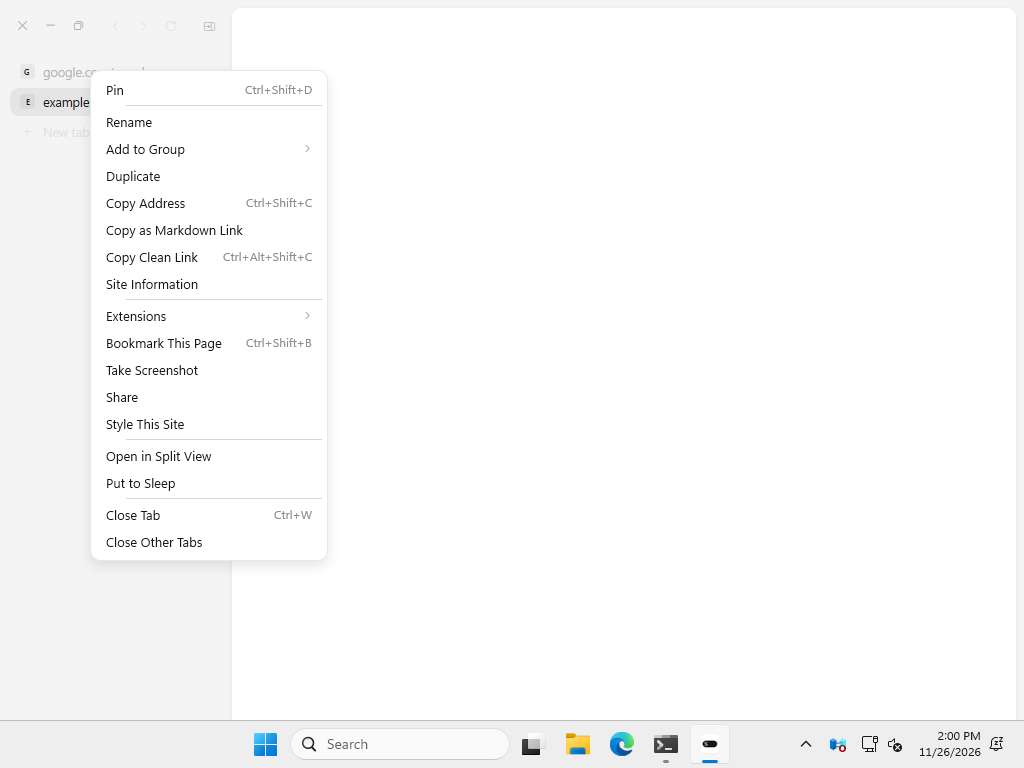 G
google.co
E
example
+ New tab
Pin Ctrl+Shift+D
Rename
Add to Group
Duplicate
Copy Address Ctrl+Shift+C
Copy as Markdown Link
Copy Clean Link Ctrl+Alt+Shift+C
Site Information
Extensions
Bookmark This Page Ctrl+Shift+B
Take Screenshot
Share
Style This Site
Open in Split View
Put to Sleep
Close Tab Ctrl+W
Close Other Tabs
Search
2:00 PM
11/26/2026